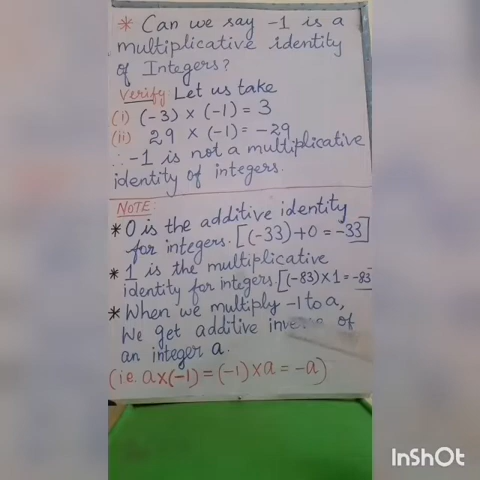 * Can we say -1 is a
multiplicative identity
of Integers?
Verify: Let us take
(i) (-3) × (-1) = 3
(ii) 29 × (-1) = -29
∴ -1 is not a multiplicative
identity of integers.
NOTE:
* 0 is the additive identity
for integers. [(-33)+0 = -33]
* 1 is the multiplicative
identity for integers. [(-83)×1 = -83
* When we multiply -1 to a,
We get additive inverse of
an integer a.
(i.e. a×(-1) = (-1)×a = -a)
InShOt